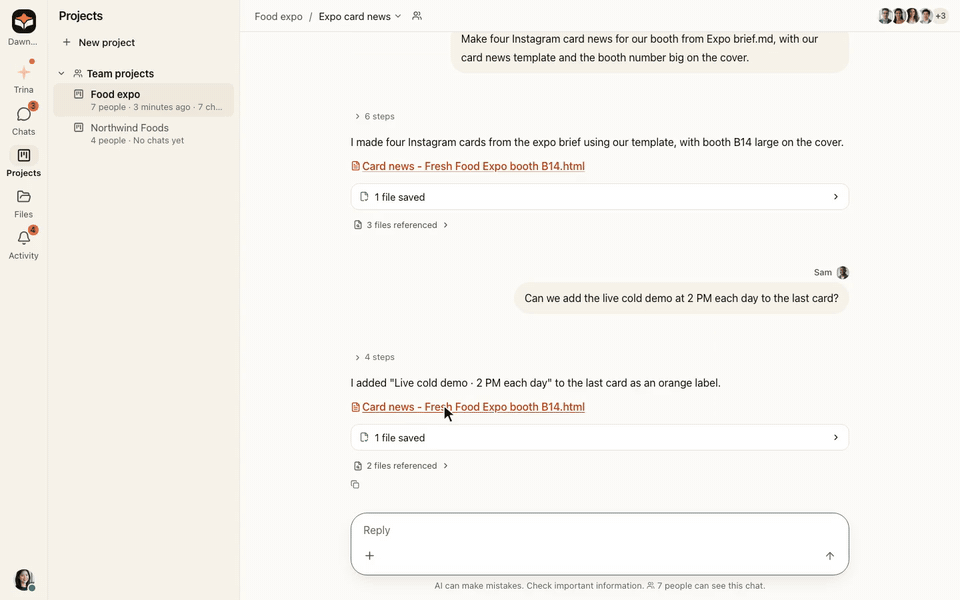 Dawn...
Trina
3
Chats
Projects
Files
4
Activity
Projects
New project
Team projects
Food expo
7 people · 3 minutes ago · 7 ch...
Northwind Foods
4 people · No chats yet
Food expo / Expo card news
+3
Make four Instagram card news for our booth from Expo brief.md, with our
card news template and the booth number big on the cover.
6 steps
I made four Instagram cards from the expo brief using our template, with booth B14 large on the cover.
Card news - Fresh Food Expo booth B14.html
1 file saved
3 files referenced
Sam
Can we add the live cold demo at 2 PM each day to the last card?
4 steps
I added "Live cold demo · 2 PM each day" to the last card as an orange label.
Card news - Fresh Food Expo booth B14.html
1 file saved
2 files referenced
Reply
AI can make mistakes. Check important information. 7 people can see this chat.